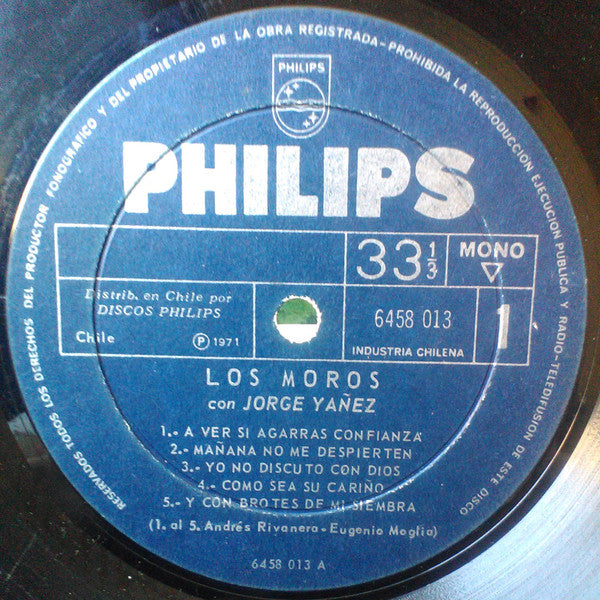 RESERVADOS TODOS LOS DERECHOS DEL PRODUCTOR FONOGRAFICO Y DEL PROPIETARIO DE LA OBRA REGISTRADA-PROHIBIDA LA REPRODUCCION EJECUCION PUBLICA Y RADIO-TELEDIFUSION DE ESTE DISCO
PHILIPS
PHILIPS
33 1/3
MONO
Distrib. en Chile por
DISCOS PHILIPS
Chile
℗ 1971
6458 013
INDUSTRIA CHILENA
1
LOS MOROS
con JORGE YAÑEZ
1.- A VER SI AGARRAS CONFIANZA
2.- MAÑANA NO ME DESPIERTEN
3.- YO NO DISCUTO CON DIOS
4.- COMO SEA SU CARIÑO
5.- Y CON BROTES DE MI SIEMBRA
(1. al 5. Andrés Rivanera - Eugenio Moglia)
6458 013 A